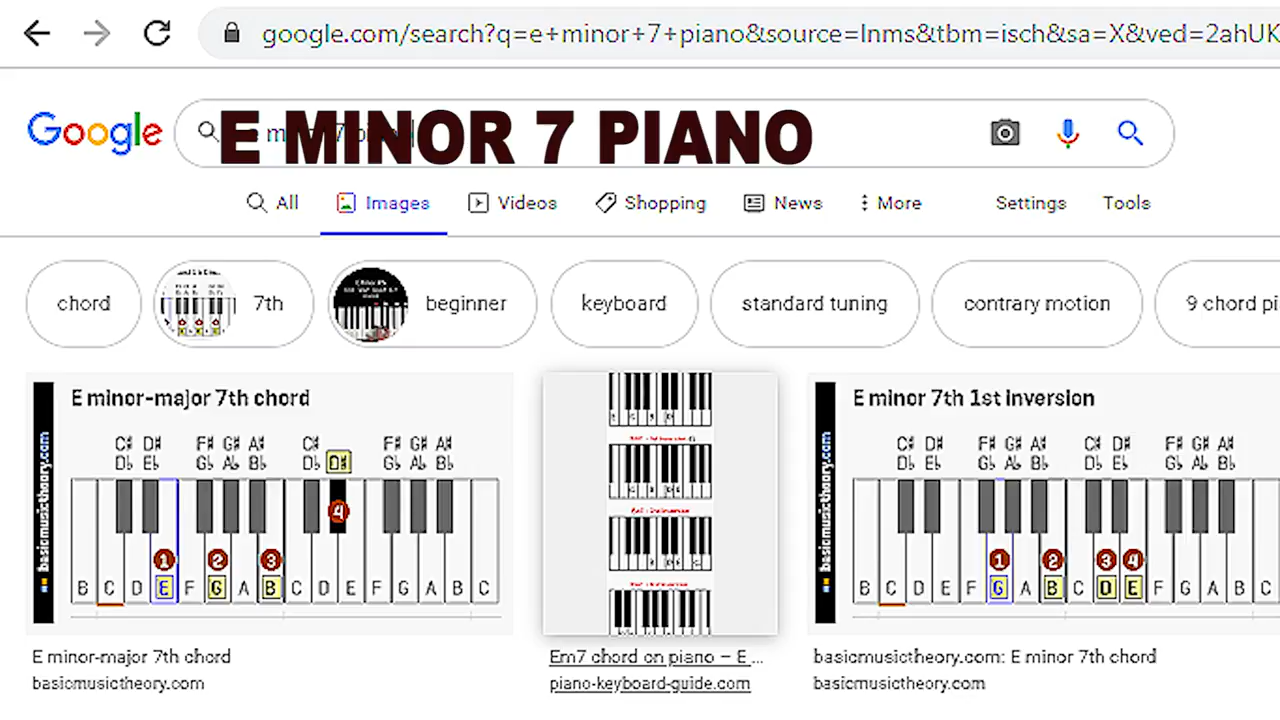 google.com/search?q=e+minor+7+piano&source=lnms&tbm=isch&sa=X&ved=2ahUK
Google
E MINOR 7 PIANO
All Images Videos Shopping News More Settings Tools
chord 7th beginner keyboard standard tuning contrary motion 9 chord pi
E minor-major 7th chord
C# D# F# G# A# C# F# G# A#
Db Eb Gb Ab Bb Db D# Gb Ab Bb
4
1 2 3
B C D E F G A B C D E F G A B C
basicmusictheory.com
E minor 7th 1st inversion
C# D# F# G# A# C# D# F# G# A#
Db Eb Gb Ab Bb Db Eb Gb Ab Bb
1 2 3 4
B C D E F G A B C D E F G A B C
basicmusictheory.com
E minor-major 7th chord
basicmusictheory.com
Em7 chord on piano – E ...
piano-keyboard-guide.com
basicmusictheory.com: E minor 7th chord
basicmusictheory.com